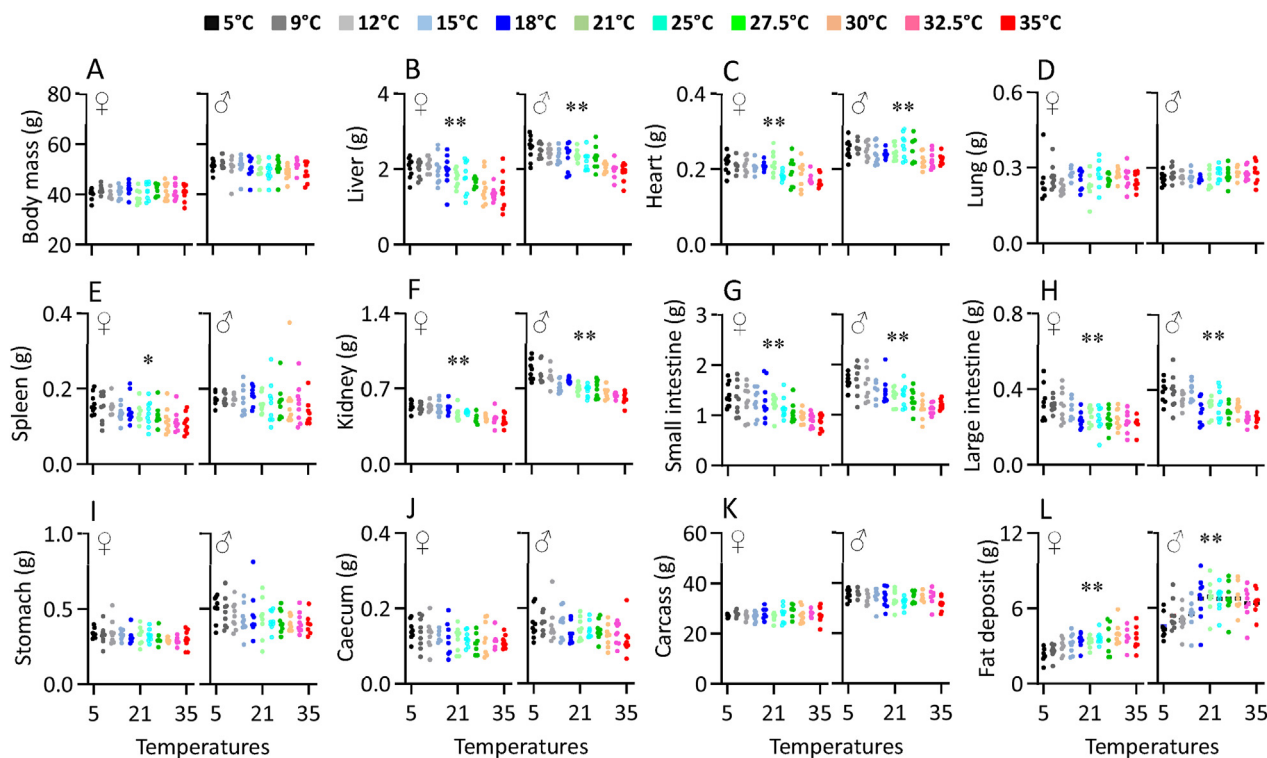 5°C 9°C 12°C 15°C 18°C 21°C 25°C 27.5°C 30°C 32.5°C 35°C
A B C D
♀ ♂ ♀ ♂ ♀ ♂ ♀ ♂
** ** ** **
Body mass (g)
80
60
40
20
Liver (g)
4
2
0
Heart (g)
0.4
0.2
0.0
Lung (g)
0.6
0.3
0.0
E F G H
♀ ♂ ♀ ♂ ♀ ♂ ♀ ♂
* ** ** ** ** ** **
Spleen (g)
0.4
0.2
0.0
Kidney (g)
1.4
0.7
0.0
Small intestine (g)
3
2
1
0
Large intestine (g)
0.8
0.4
0.0
I J K L
♀ ♂ ♀ ♂ ♀ ♂ ♀ ♂
** **
Stomach (g)
1.0
0.5
0.0
Caecum (g)
0.4
0.2
0.0
Carcass (g)
60
40
20
0
Fat deposit (g)
12
6
0
5 21 35 5 21 35 5 21 35 5 21 35 5 21 35 5 21 35 5 21 35 5 21 35
Temperatures Temperatures Temperatures Temperatures